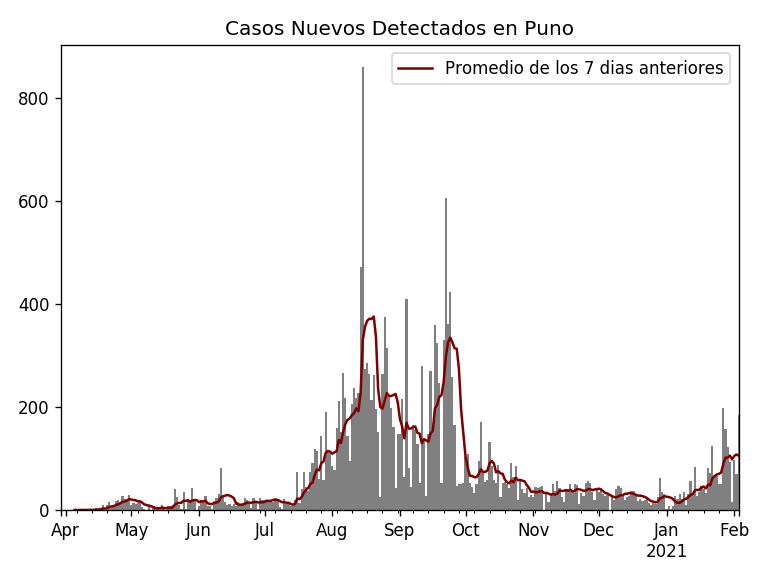 Casos Nuevos Detectados en Puno
Promedio de los 7 dias anteriores
800
600
400
200
0
Apr May Jun Jul Aug Sep Oct Nov Dec Jan Feb
2021